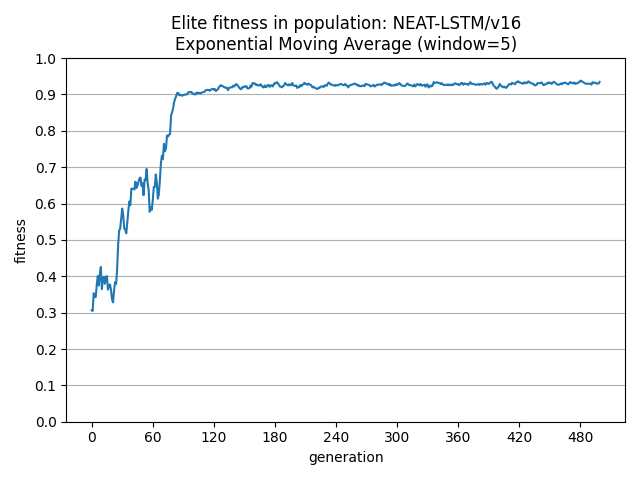 Elite fitness in population: NEAT-LSTM/v16
Exponential Moving Average (window=5)
1.0
0.9
0.8
0.7
0.6
0.5
0.4
0.3
0.2
0.1
0.0
fitness
0 60 120 180 240 300 360 420 480
generation